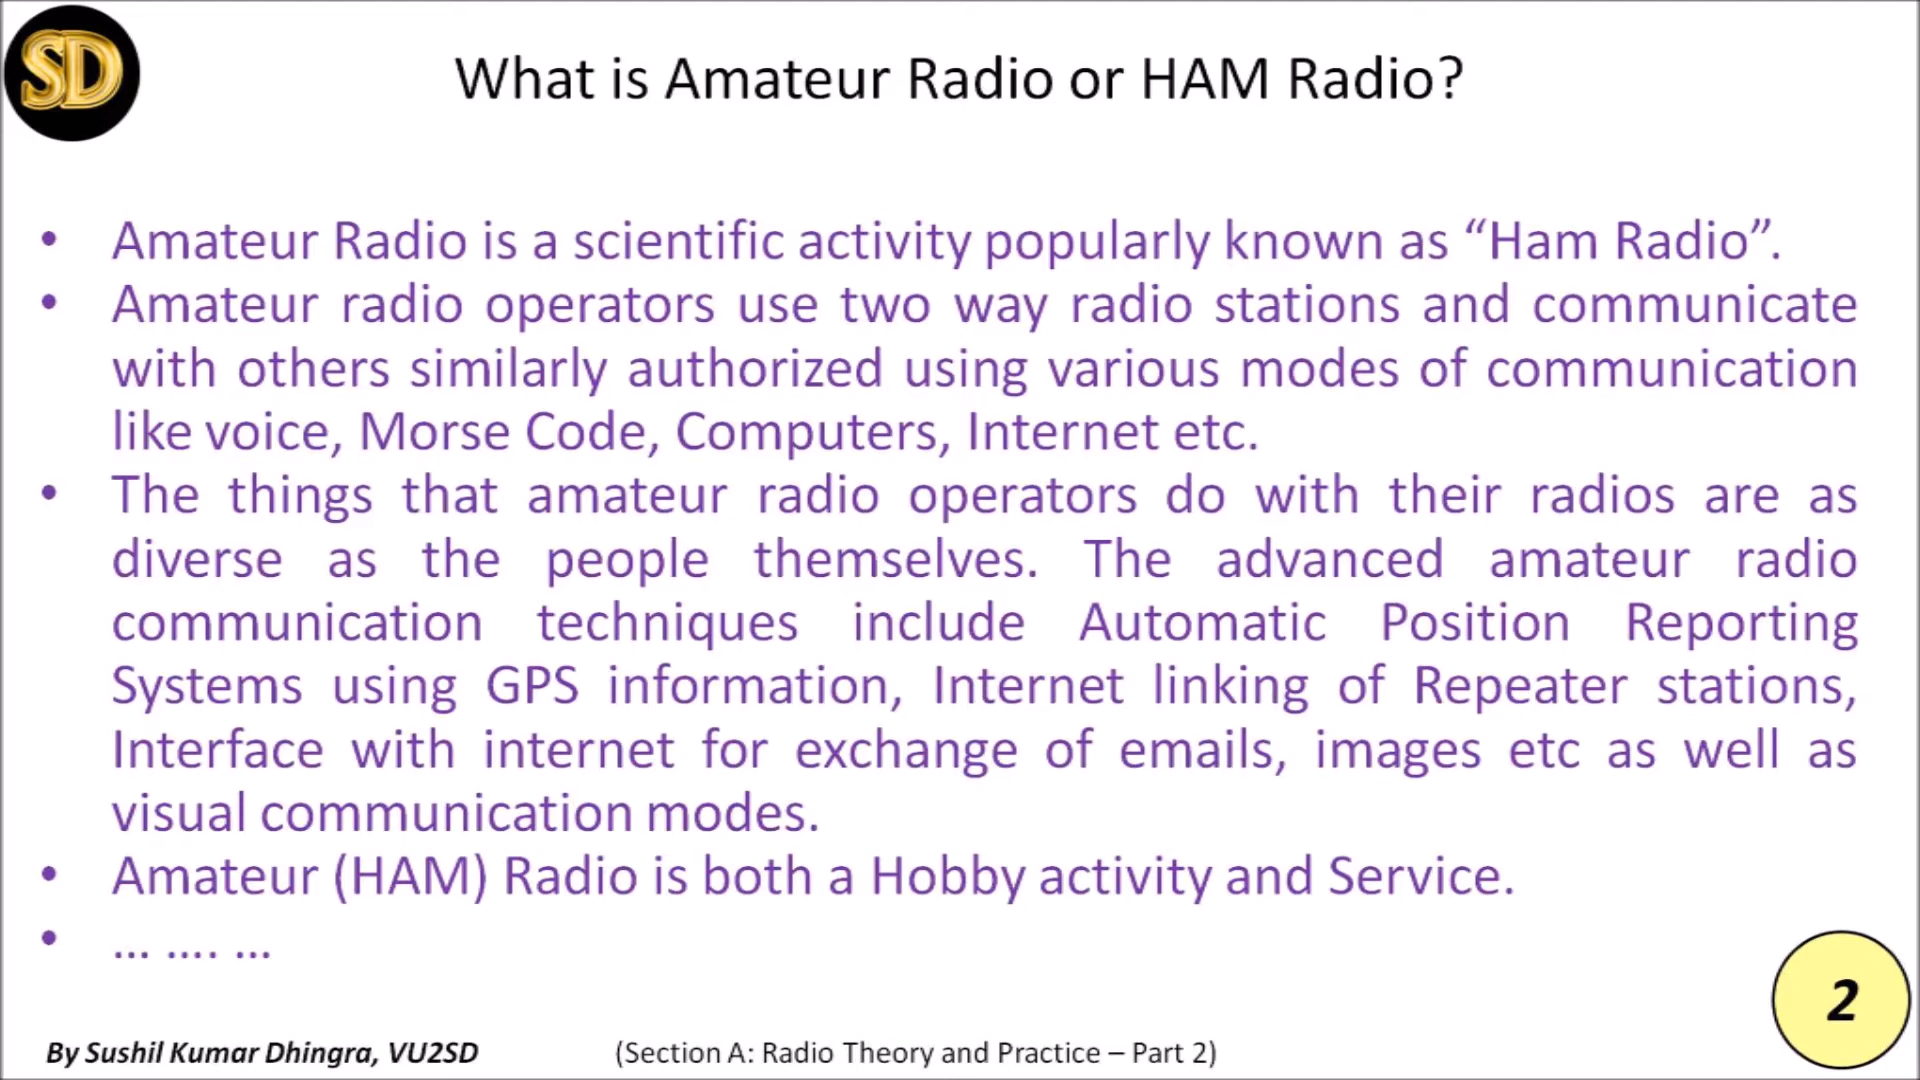 SD
What is Amateur Radio or HAM Radio?
• Amateur Radio is a scientific activity popularly known as “Ham Radio”.
• Amateur radio operators use two way radio stations and communicate
with others similarly authorized using various modes of communication
like voice, Morse Code, Computers, Internet etc.
• The things that amateur radio operators do with their radios are as
diverse as the people themselves. The advanced amateur radio
communication techniques include Automatic Position Reporting
Systems using GPS information, Internet linking of Repeater stations,
Interface with internet for exchange of emails, images etc as well as
visual communication modes.
• Amateur (HAM) Radio is both a Hobby activity and Service.
• ... .... ...
2
By Sushil Kumar Dhingra, VU2SD
(Section A: Radio Theory and Practice – Part 2)